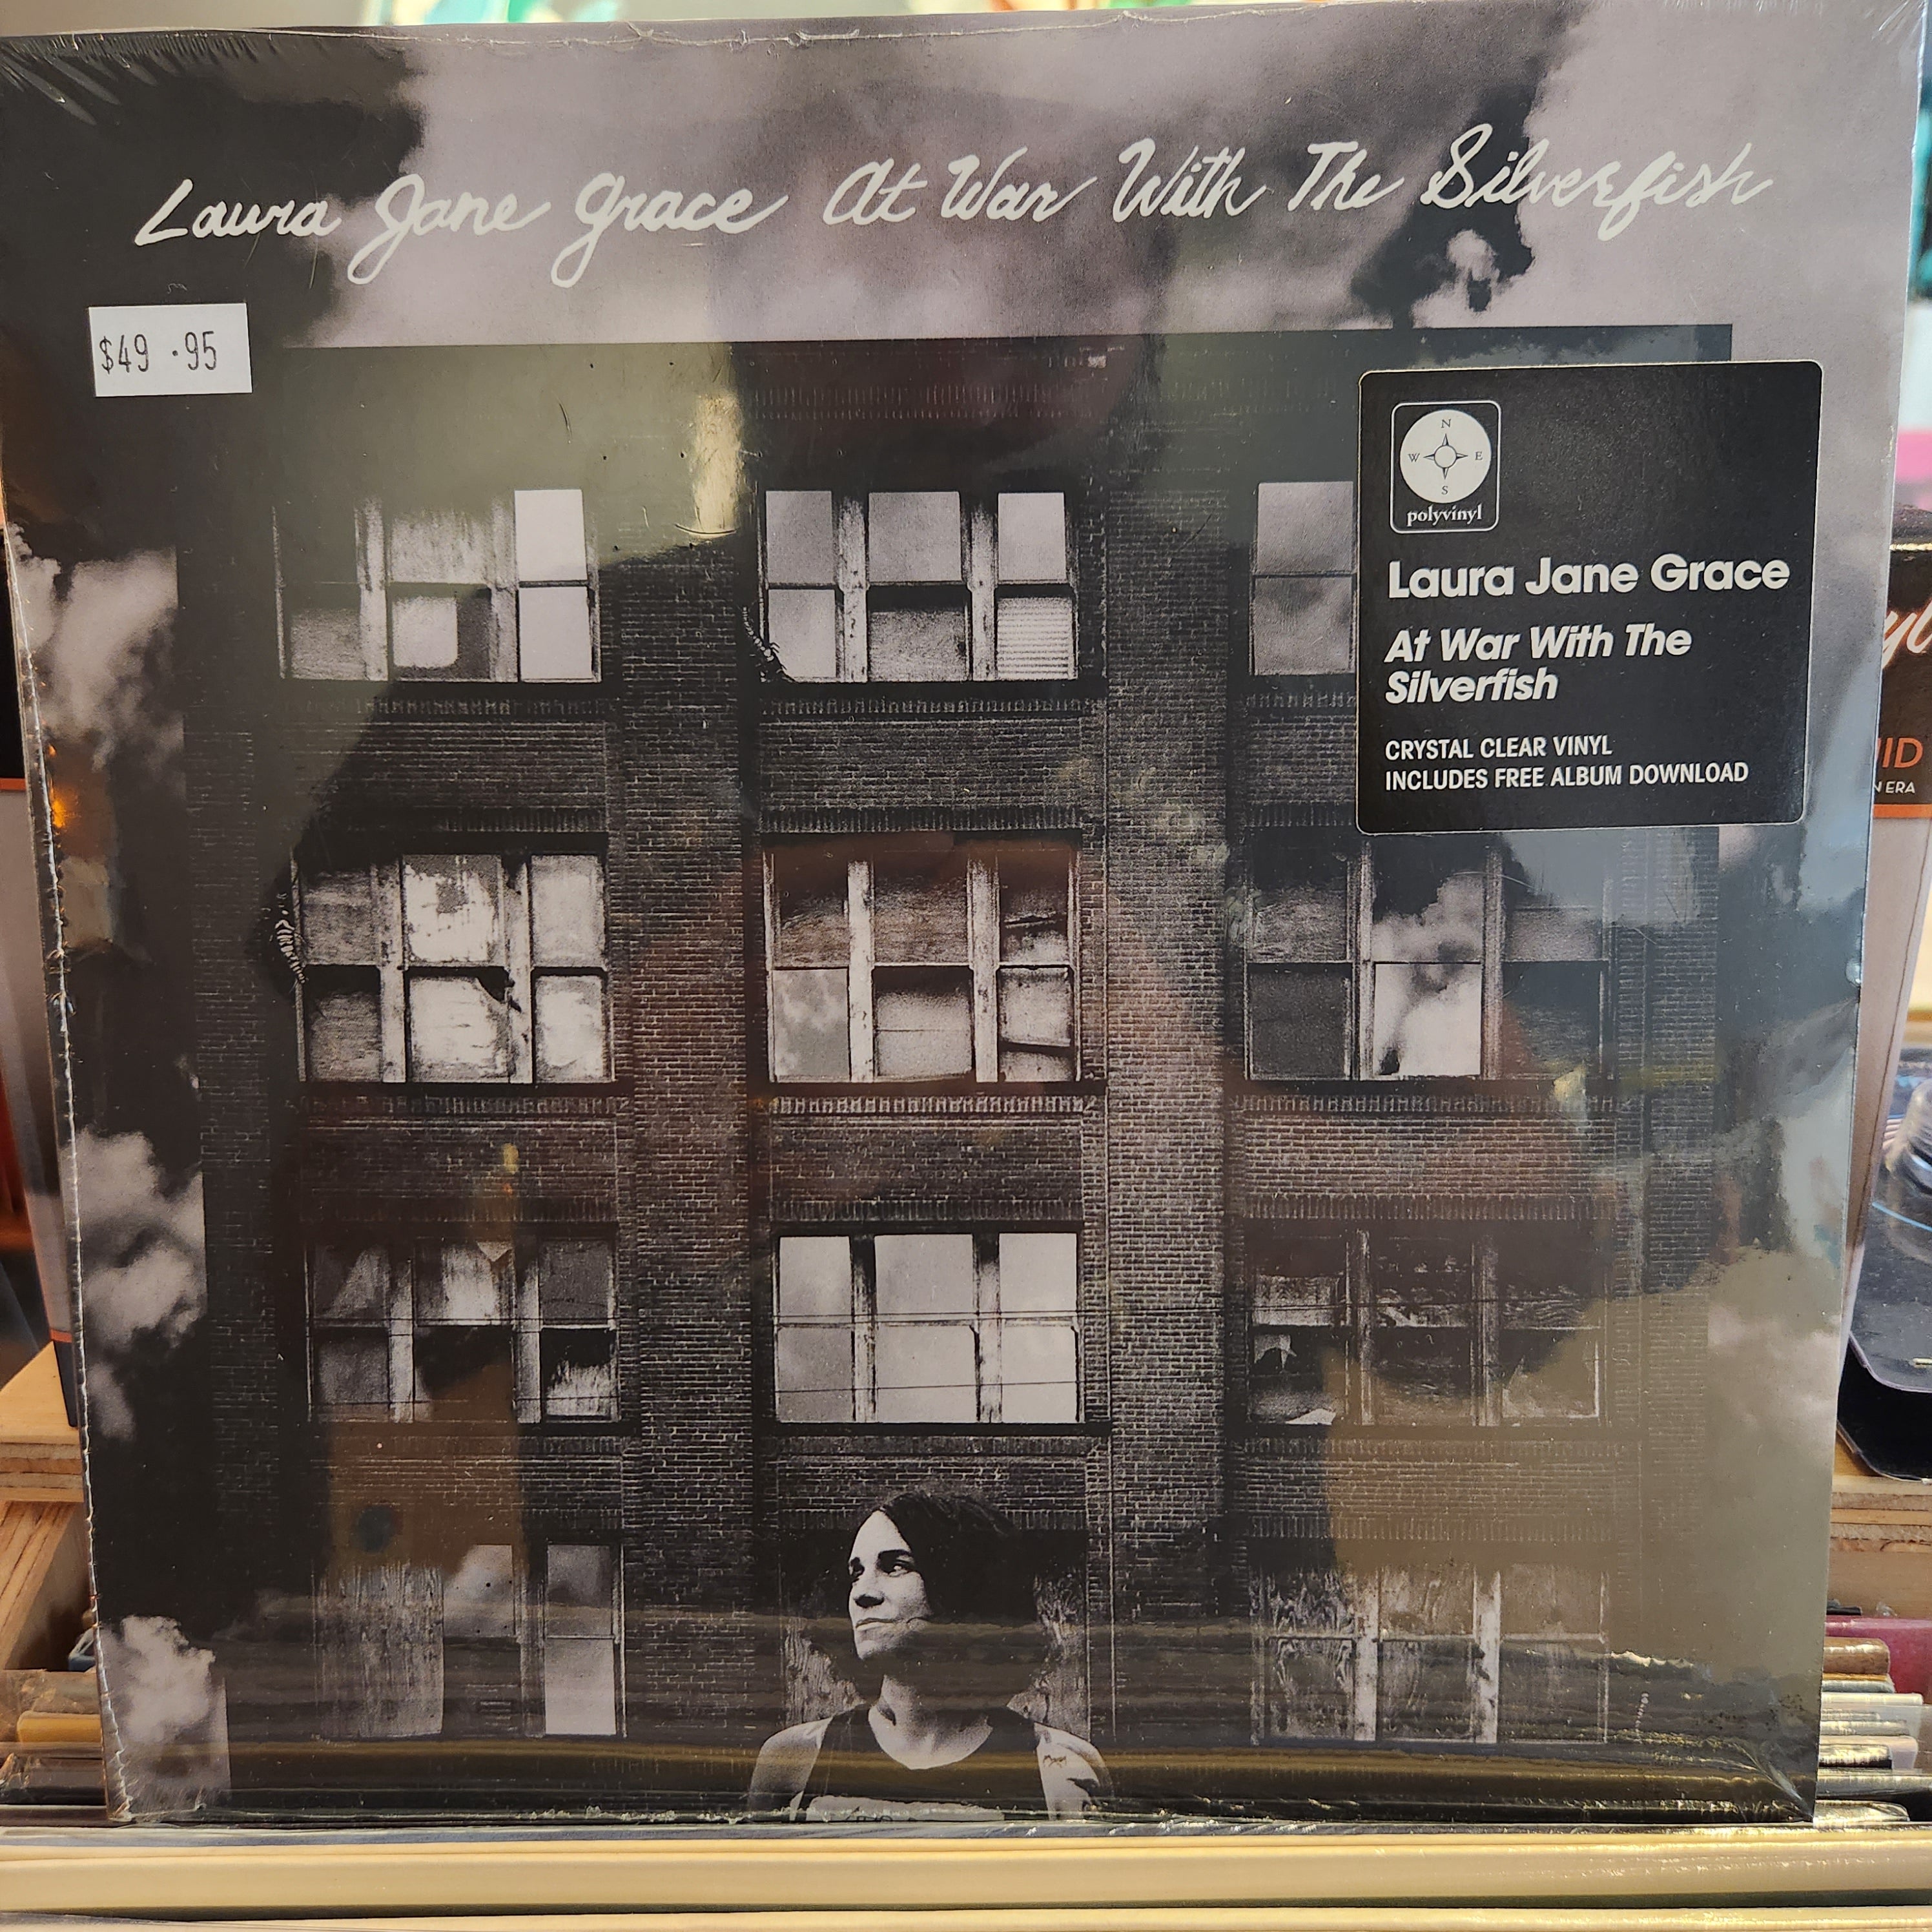 Laura Jane Grace At War With The Silverfish
$49.95
N
W E
S
polyvinyl
Laura Jane Grace
At War With The
Silverfish
CRYSTAL CLEAR VINYL
INCLUDES FREE ALBUM DOWNLOAD
ERA